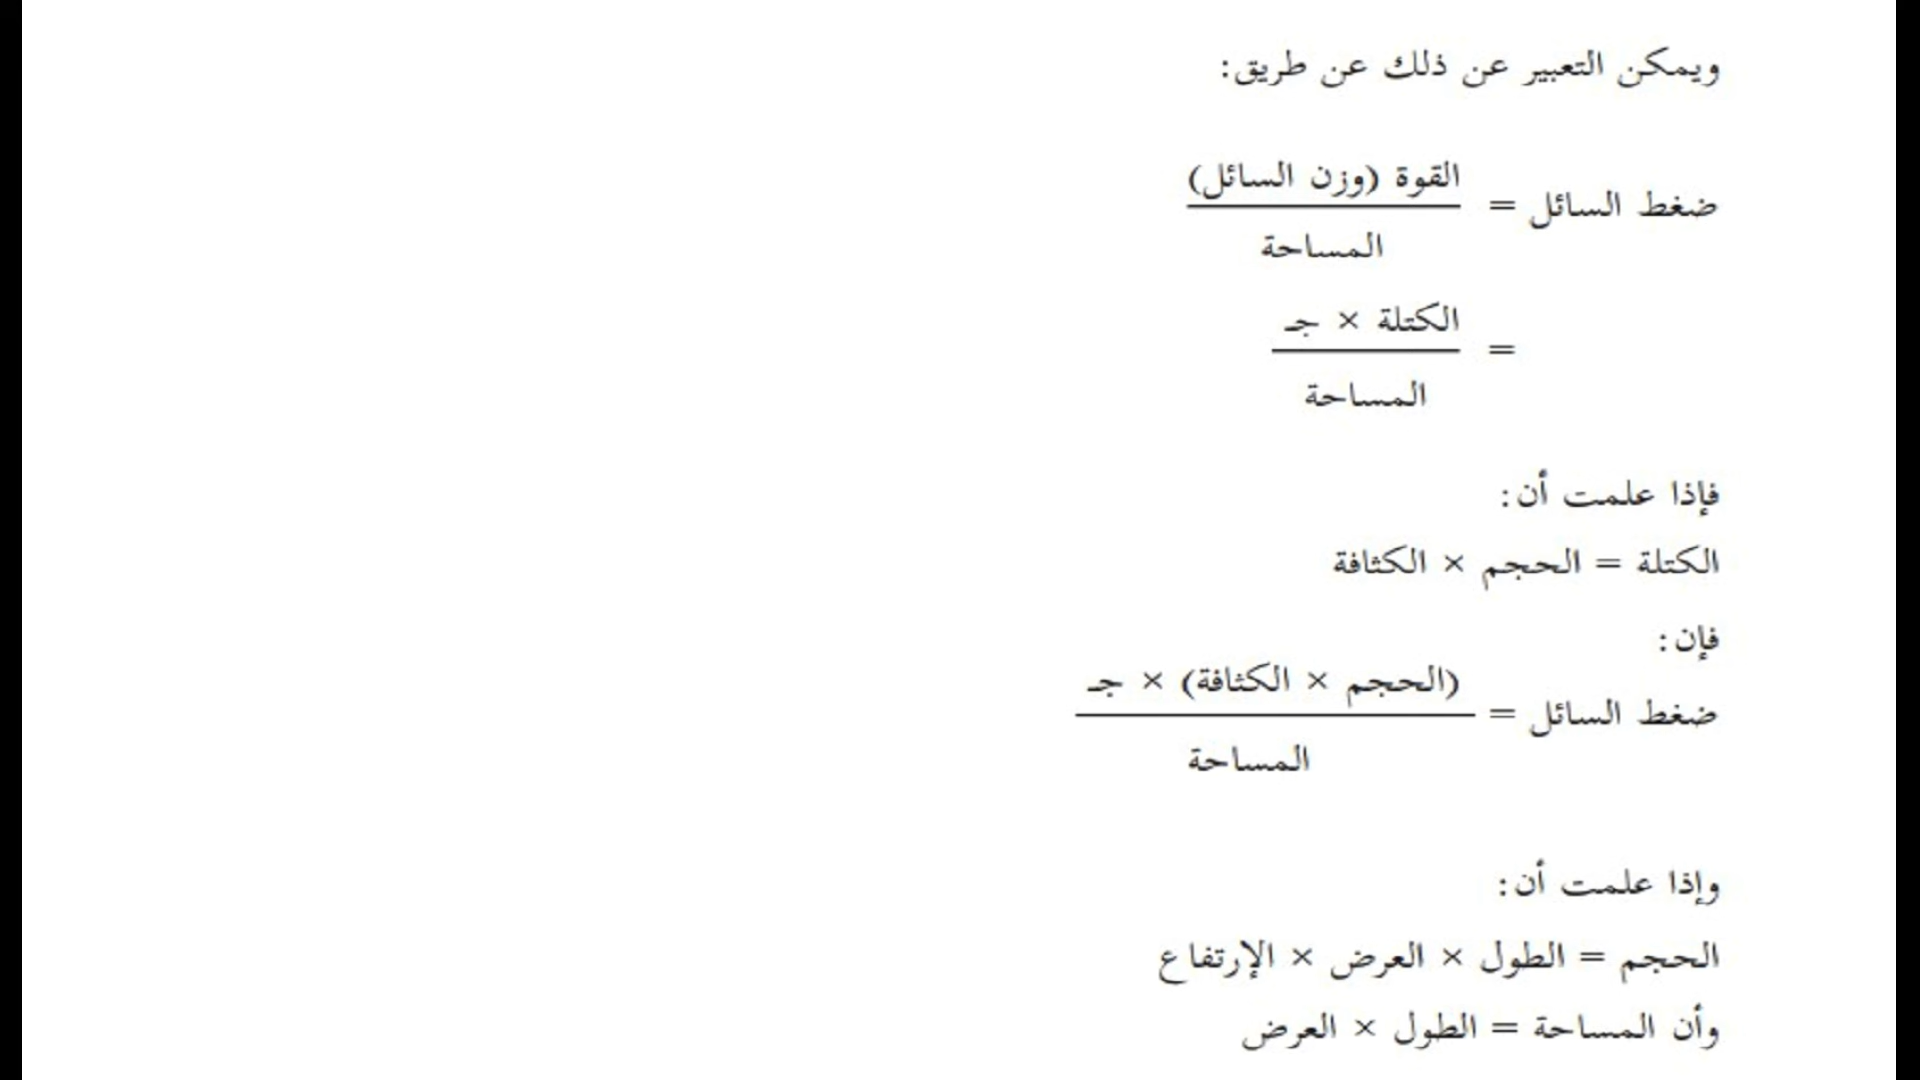 ويمكن التعبير عن ذلك عن طريق:
القوة (وزن السائل)
ضغط السائل =
المساحة
الكتلة × جـ
=
المساحة
فإذا علمت أن:
الكتلة = الحجم × الكثافة
فإن:
(الحجم × الكثافة) × جـ
ضغط السائل =
المساحة
وإذا علمت أن:
الحجم = الطول × العرض × الإرتفاع
وأن المساحة = الطول × العرض